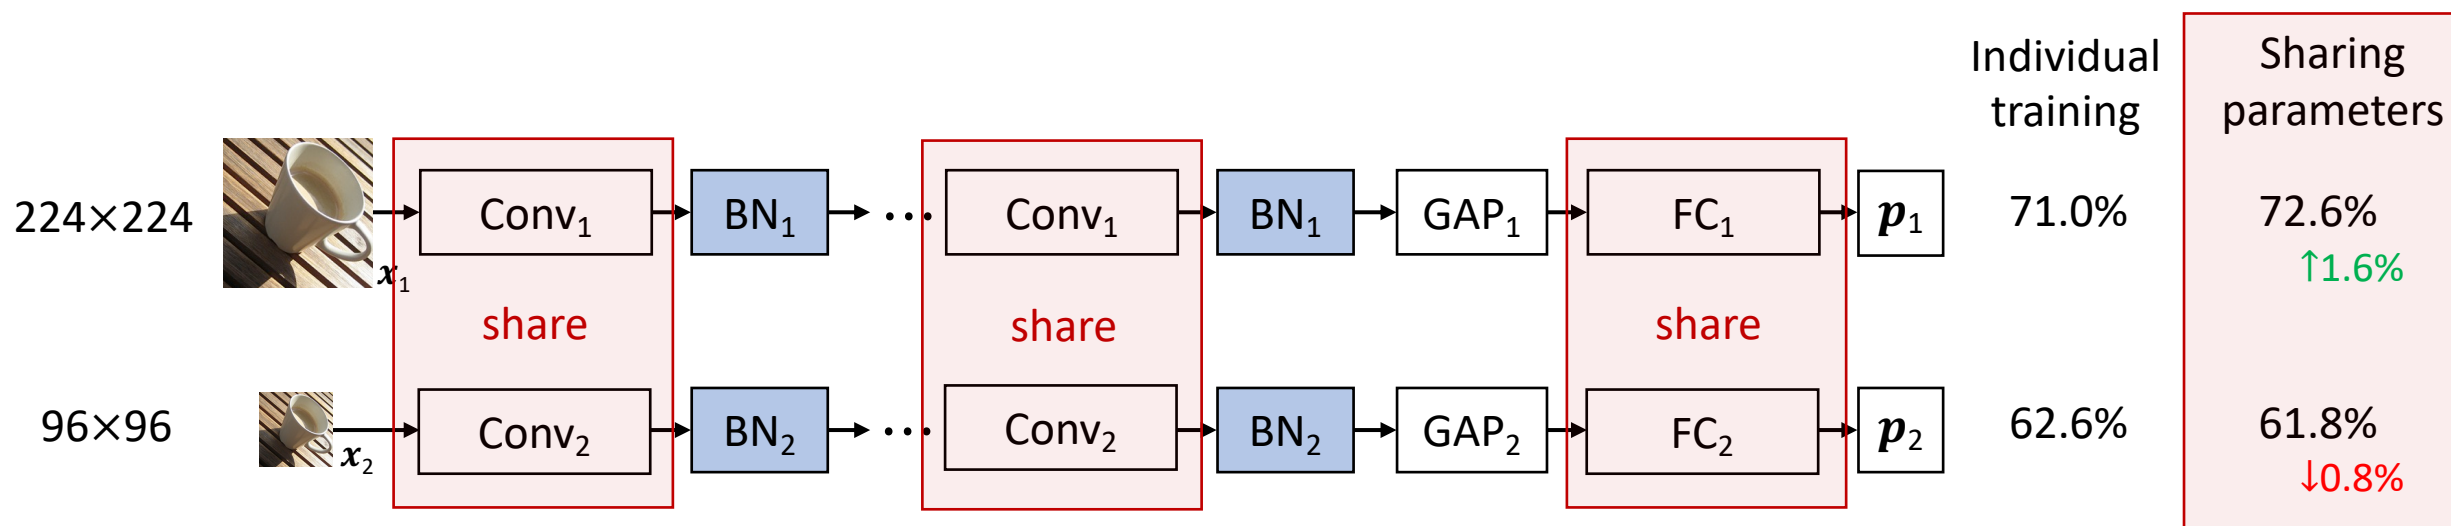 Individual training
Sharing parameters
224×224
x₁
Conv₁
BN₁
...
Conv₁
BN₁
GAP₁
FC₁
p₁
71.0%
72.6%
↑1.6%
share
share
share
96×96
x₂
Conv₂
BN₂
...
Conv₂
BN₂
GAP₂
FC₂
p₂
62.6%
61.8%
↓0.8%